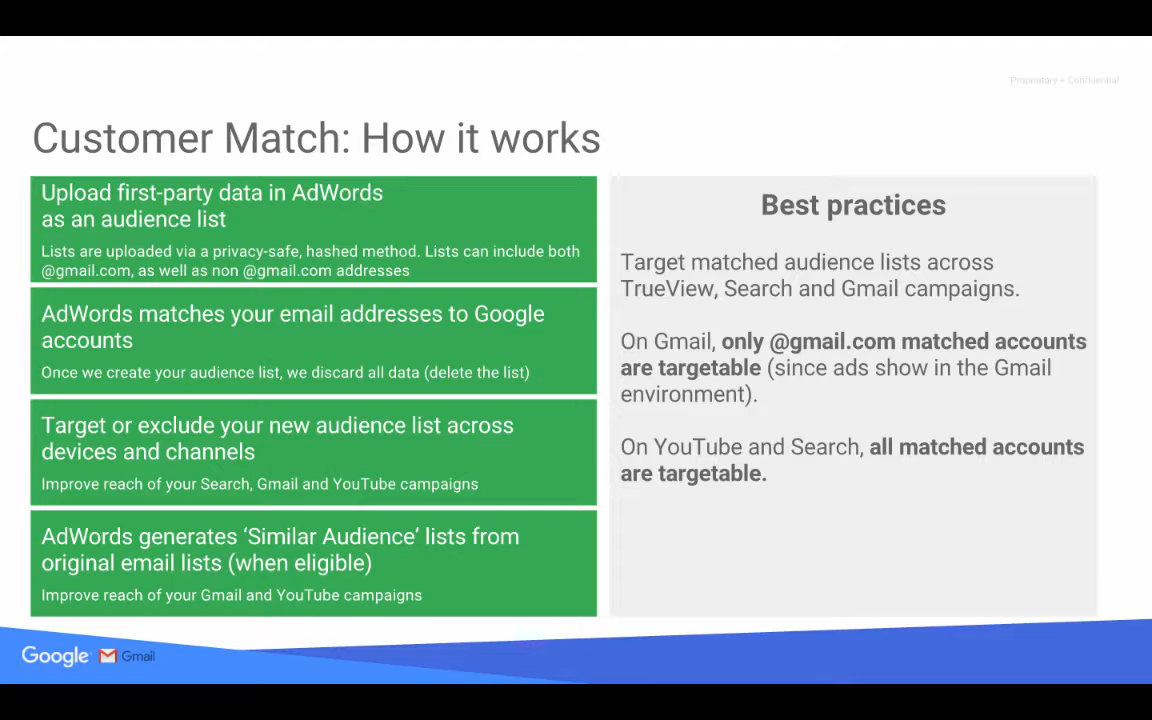 Proprietary + Confidential
Customer Match: How it works
Upload first-party data in AdWords
as an audience list
Lists are uploaded via a privacy-safe, hashed method. Lists can include both
@gmail.com, as well as non @gmail.com addresses
AdWords matches your email addresses to Google
accounts
Once we create your audience list, we discard all data (delete the list)
Target or exclude your new audience list across
devices and channels
Improve reach of your Search, Gmail and YouTube campaigns
AdWords generates ‘Similar Audience’ lists from
original email lists (when eligible)
Improve reach of your Gmail and YouTube campaigns
Best practices
Target matched audience lists across
TrueView, Search and Gmail campaigns.
On Gmail, only @gmail.com matched accounts
are targetable (since ads show in the Gmail
environment).
On YouTube and Search, all matched accounts
are targetable.
Google Gmail